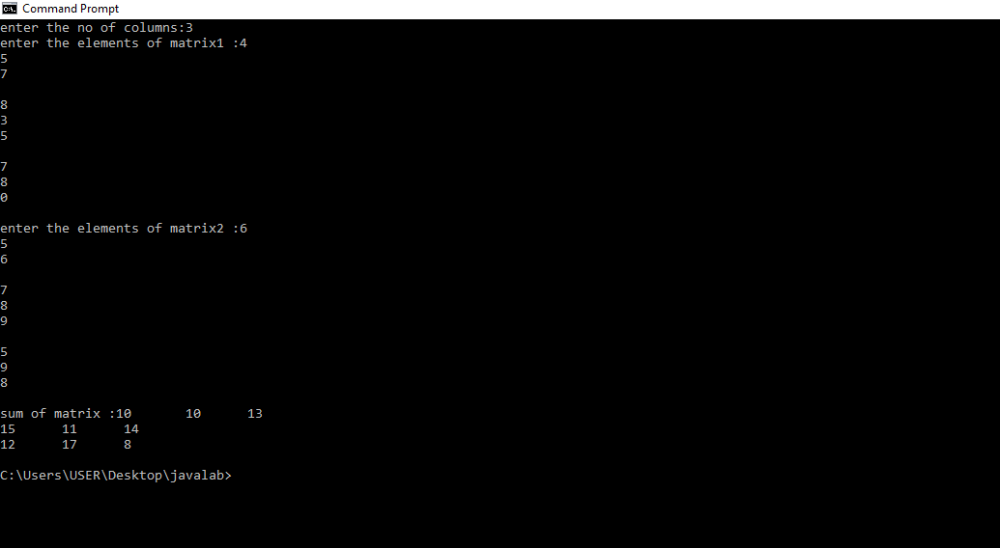 Command Prompt
enter the no of columns:3
enter the elements of matrix1 :4
5
7
8
3
5
7
8
0
enter the elements of matrix2 :6
5
6
7
8
9
5
9
8
sum of matrix :10 10 13
15 11 14
12 17 8
C:\Users\USER\Desktop\javalab>